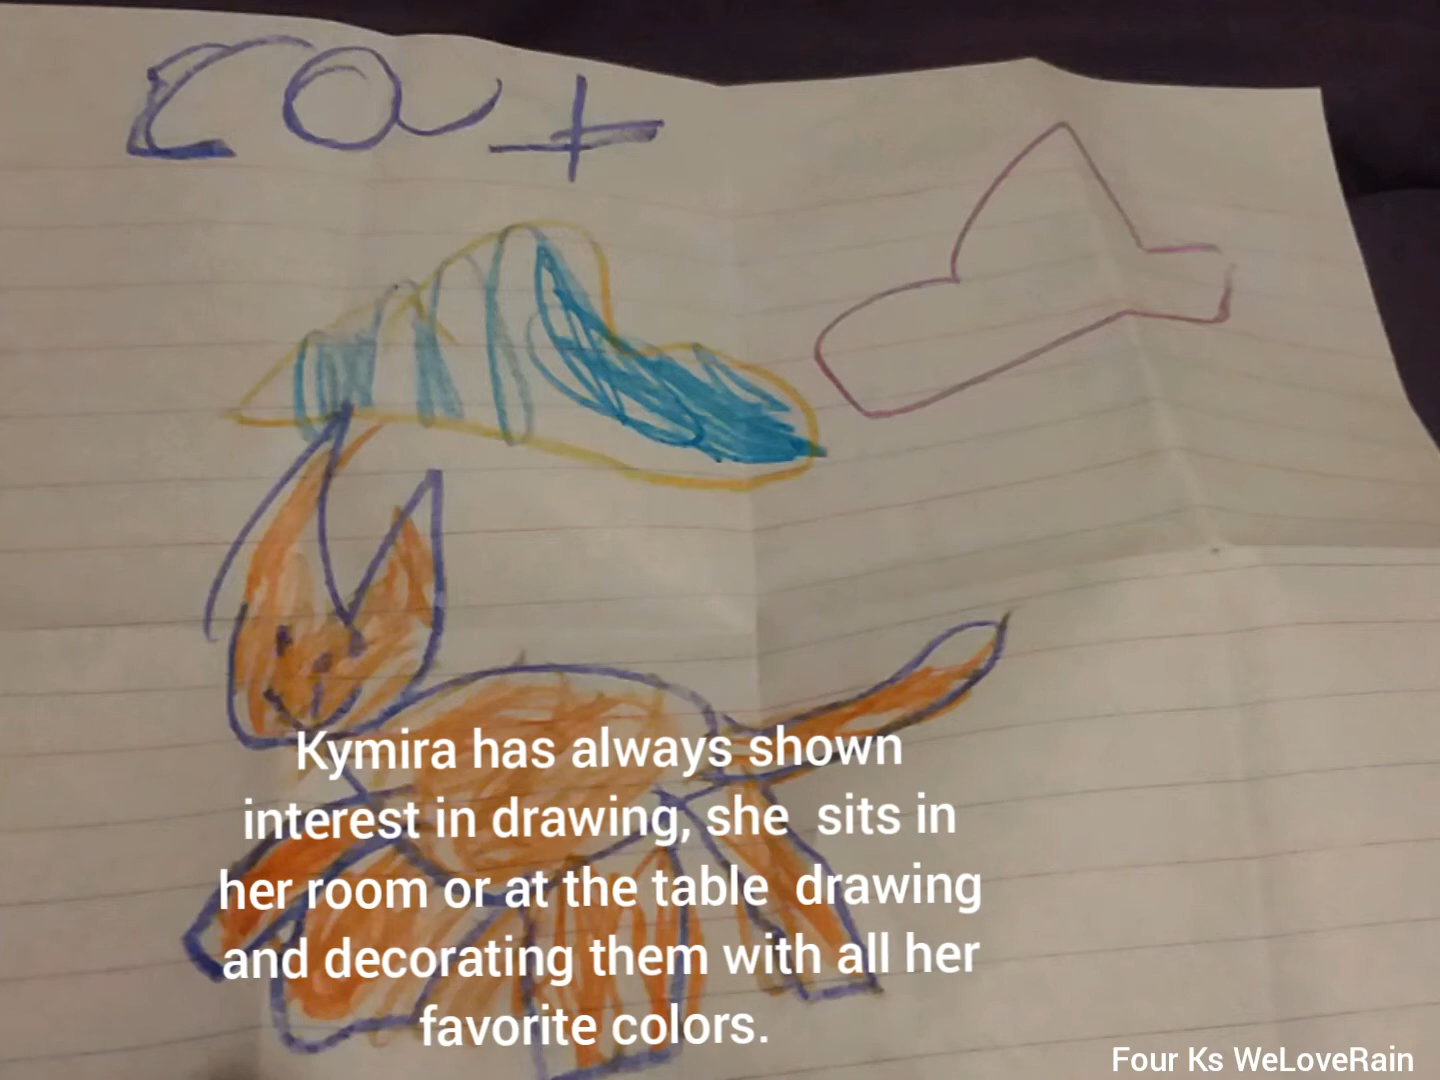 cat
Kymira has always shown
interest in drawing, she  sits in
her room or at the table  drawing
and decorating them with all her
favorite colors.
Four Ks WeLoveRain